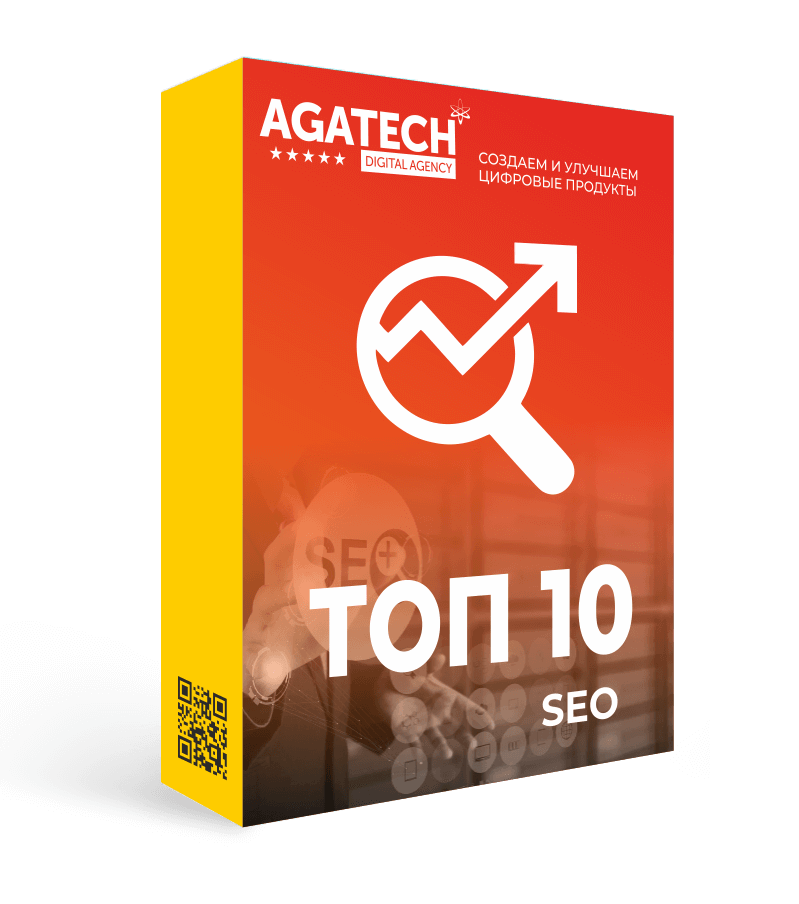 AGATECH
DIGITAL AGENCY
СОЗДАЕМ И УЛУЧШАЕМ
ЦИФРОВЫЕ ПРОДУКТЫ
SEO
ТОП 10
SEO